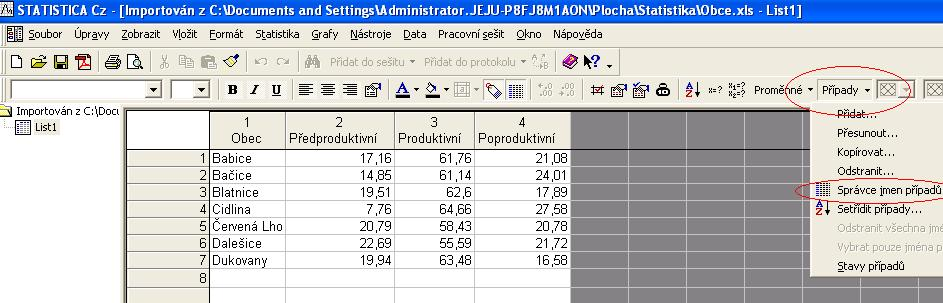 STATISTICA Cz - [Importován z C:\Documents and Settings\Administrator.JEJU-P8FJ8M1AON\Plocha\Statistika\Obce.xls - List1]
Soubor Úpravy Zobrazit Vložit Formát Statistika Grafy Nástroje Data Pracovní sešit Okno Nápověda
Přidat do sešitu Přidat do protokolu
B I U Proměnné Případy
Importován z C:\Docu
List1
1 2 3 4
Obec Předproduktivní Produktivní Poproduktivní
1 Babice 17,16 61,76 21,08
2 Bačice 14,85 61,14 24,01
3 Blatnice 19,51 62,6 17,89
4 Cidlina 7,76 64,66 27,58
5 Červená Lho 20,79 58,43 20,78
6 Dalešice 22,69 55,59 21,72
7 Dukovany 19,94 63,48 16,58
8
Přidat...
Přesunout...
Kopírovat...
Odstranit...
Správce jmen případů
Setřídit případy...
Odstranit všechna jmé
Vybrat pouze jména p
Stavy případů